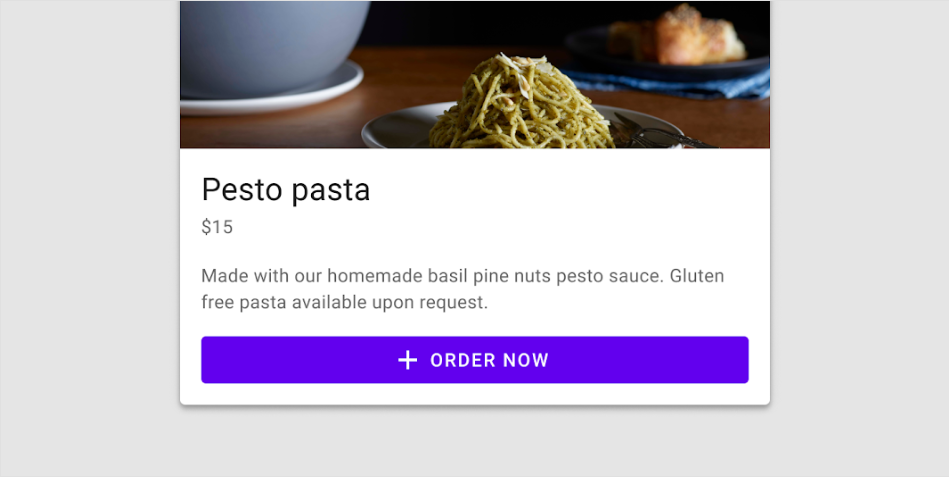 Pesto pasta
$15
Made with our homemade basil pine nuts pesto sauce. Gluten
free pasta available upon request.
+ ORDER NOW